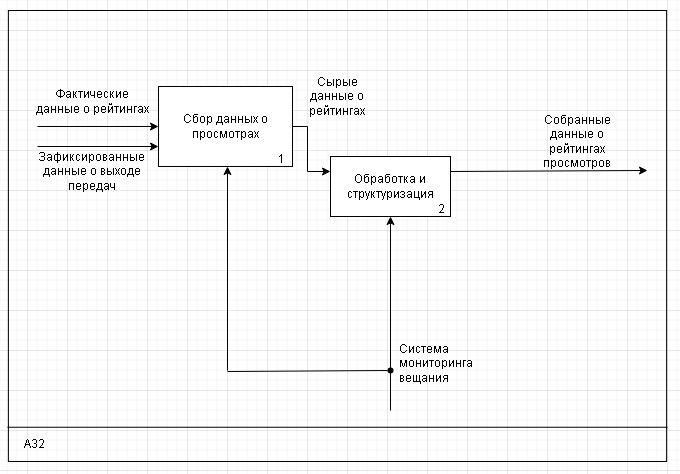 Фактические
данные о рейтингах
Зафиксированные
данные о выходе
передач
Сбор данных о
просмотрах
1
Сырые
данные о
рейтингах
Обработка и
структуризация
2
Собранные
данные о
рейтингах
просмотров
Система
мониторинга
вещания
А32